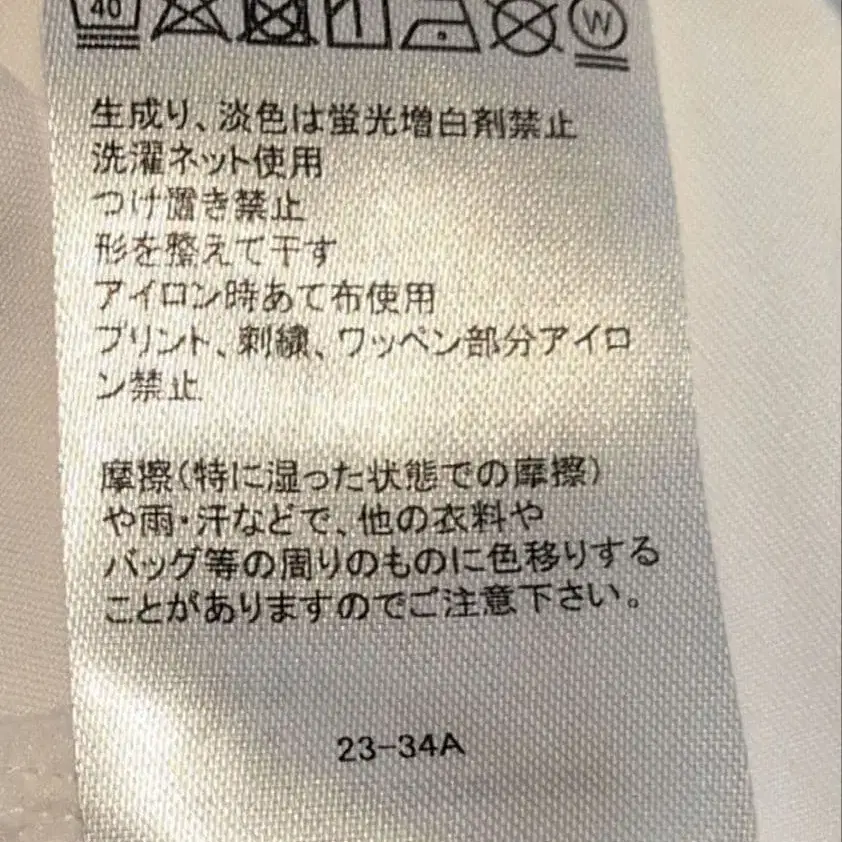 40 W
生成り、淡色は蛍光増白剤禁止
洗濯ネット使用
つけ置き禁止
形を整えて干す
アイロン時あて布使用
プリント、刺繍、ワッペン部分アイロ
ン禁止
摩擦(特に湿った状態での摩擦)
や雨・汗などで、他の衣料や
バッグ等の周りのものに色移りする
ことがありますのでご注意下さい。
23-34A